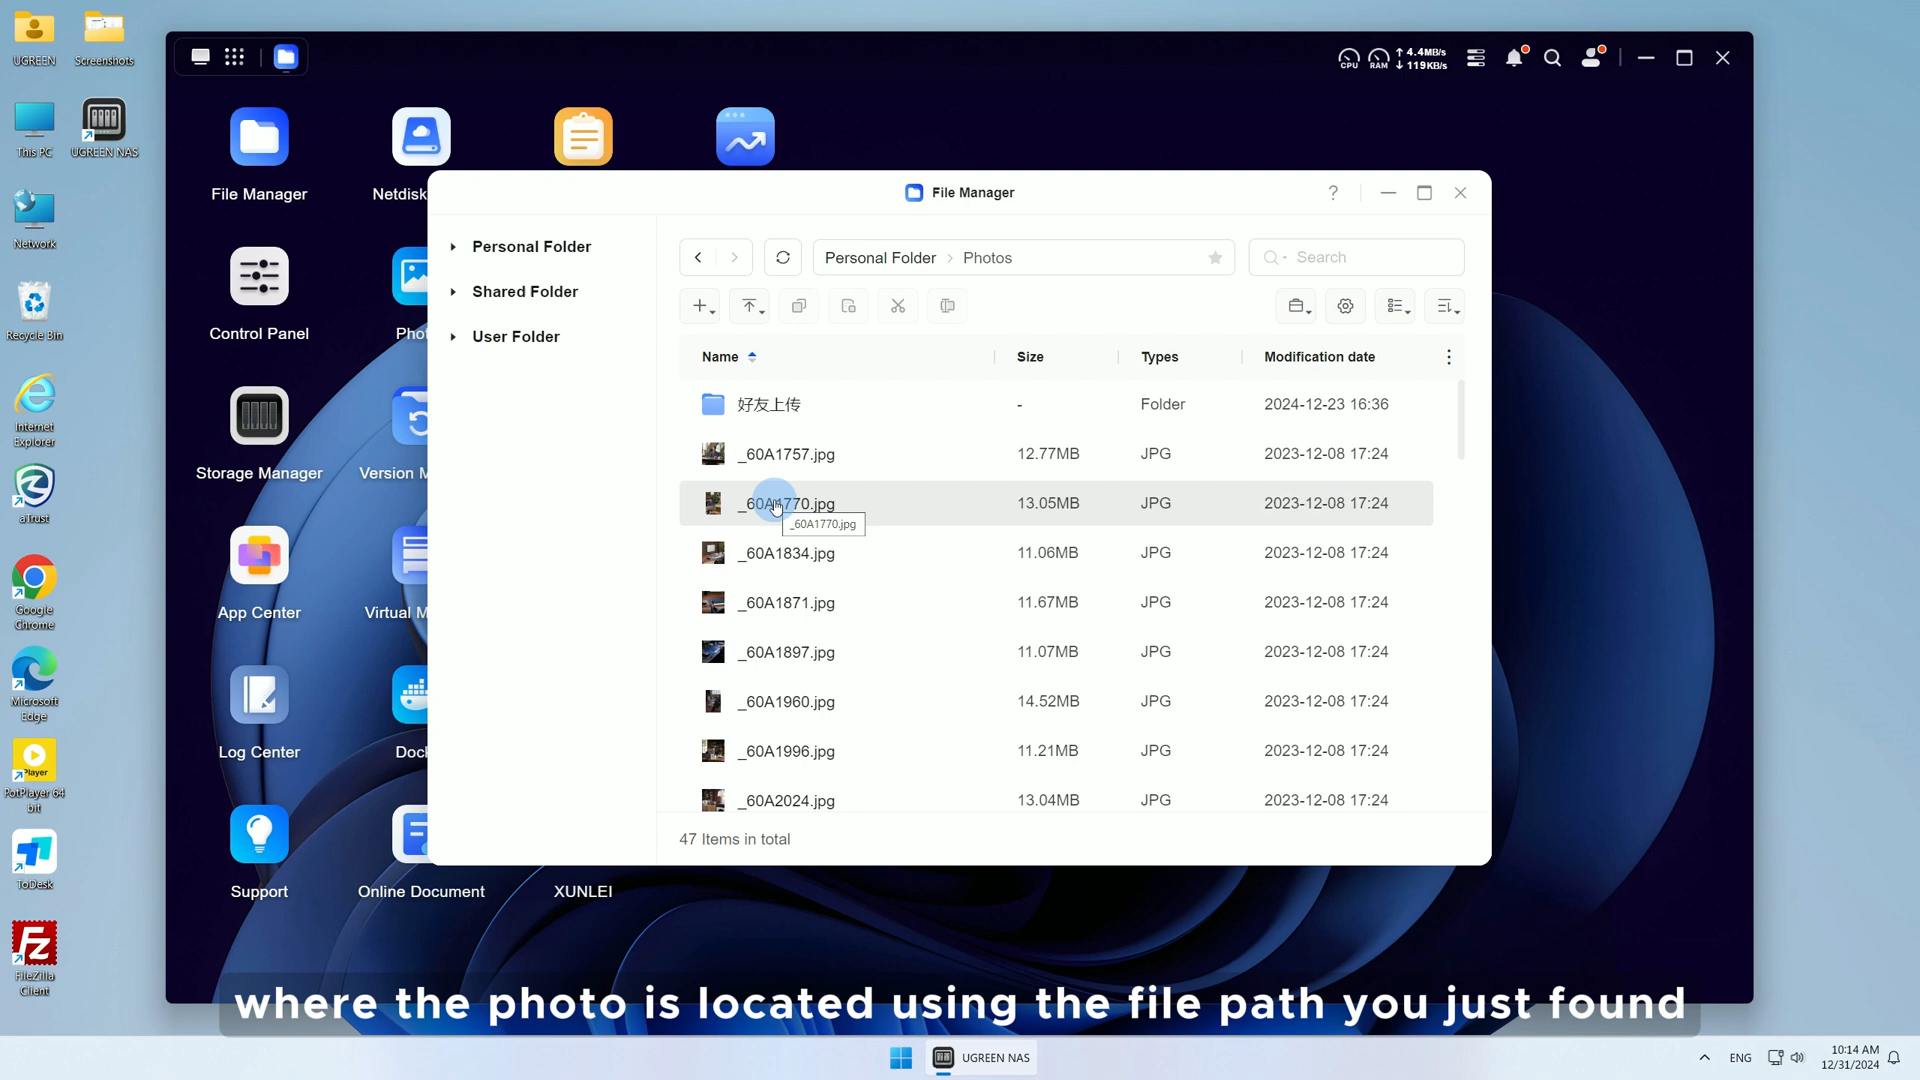 UGREEN
Screenshots
This PC
UGREEN NAS
Network
Recycle Bin
Internet
Explorer
aTrust
Google
Chrome
Microsoft
Edge
Player
PotPlayer 64
bit
ToDesk
FileZilla
Client
CPU
RAM
4.4MB/s
119KB/s
File Manager
Netdisk
Control Panel
Phot
Storage Manager
Version M
App Center
Virtual M
Log Center
Dock
Support
Online Document
XUNLEI
File Manager
?
Personal Folder
Shared Folder
User Folder
Personal Folder > Photos
Search
Name
Size
Types
Modification date
好友上传 - Folder 2024-12-23 16:36
_60A1757.jpg 12.77MB JPG 2023-12-08 17:24
_60A1770.jpg 13.05MB JPG 2023-12-08 17:24
_60A1770.jpg
_60A1834.jpg 11.06MB JPG 2023-12-08 17:24
_60A1871.jpg 11.67MB JPG 2023-12-08 17:24
_60A1897.jpg 11.07MB JPG 2023-12-08 17:24
_60A1960.jpg 14.52MB JPG 2023-12-08 17:24
_60A1996.jpg 11.21MB JPG 2023-12-08 17:24
_60A2024.jpg 13.04MB JPG 2023-12-08 17:24
47 Items in total
where the photo is located using the file path you just found
UGREEN NAS
ENG
10:14 AM
12/31/2024